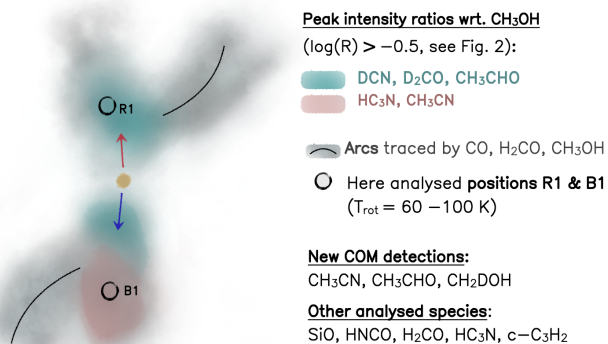 Peak intensity ratios wrt. CH₃OH
(log(R) > −0.5, see Fig. 2):
DCN, D₂CO, CH₃CHO
HC₃N, CH₃CN
R1
Arcs traced by CO, H₂CO, CH₃OH
Here analysed positions R1 & B1
(Tᵣₒₜ = 60 −100 K)
B1
New COM detections:
CH₃CN, CH₃CHO, CH₂DOH
Other analysed species:
SiO, HNCO, H₂CO, HC₃N, c−C₃H₂